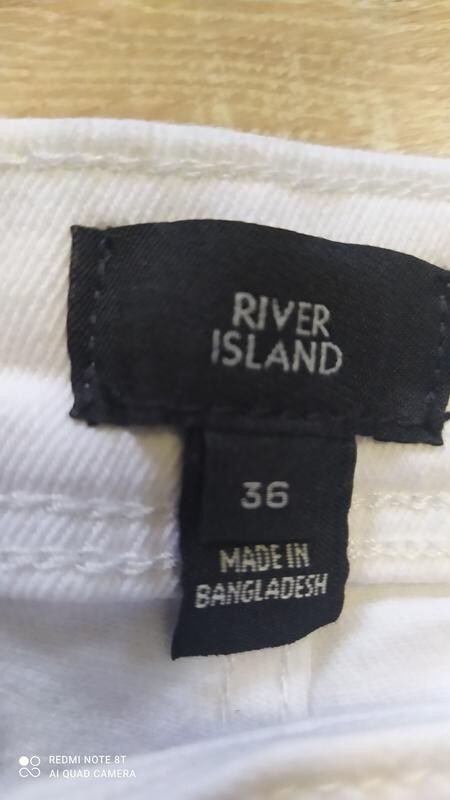 RIVER
ISLAND
36
MADE IN
BANGLADESH
REDMI NOTE 8T
AI QUAD CAMERA